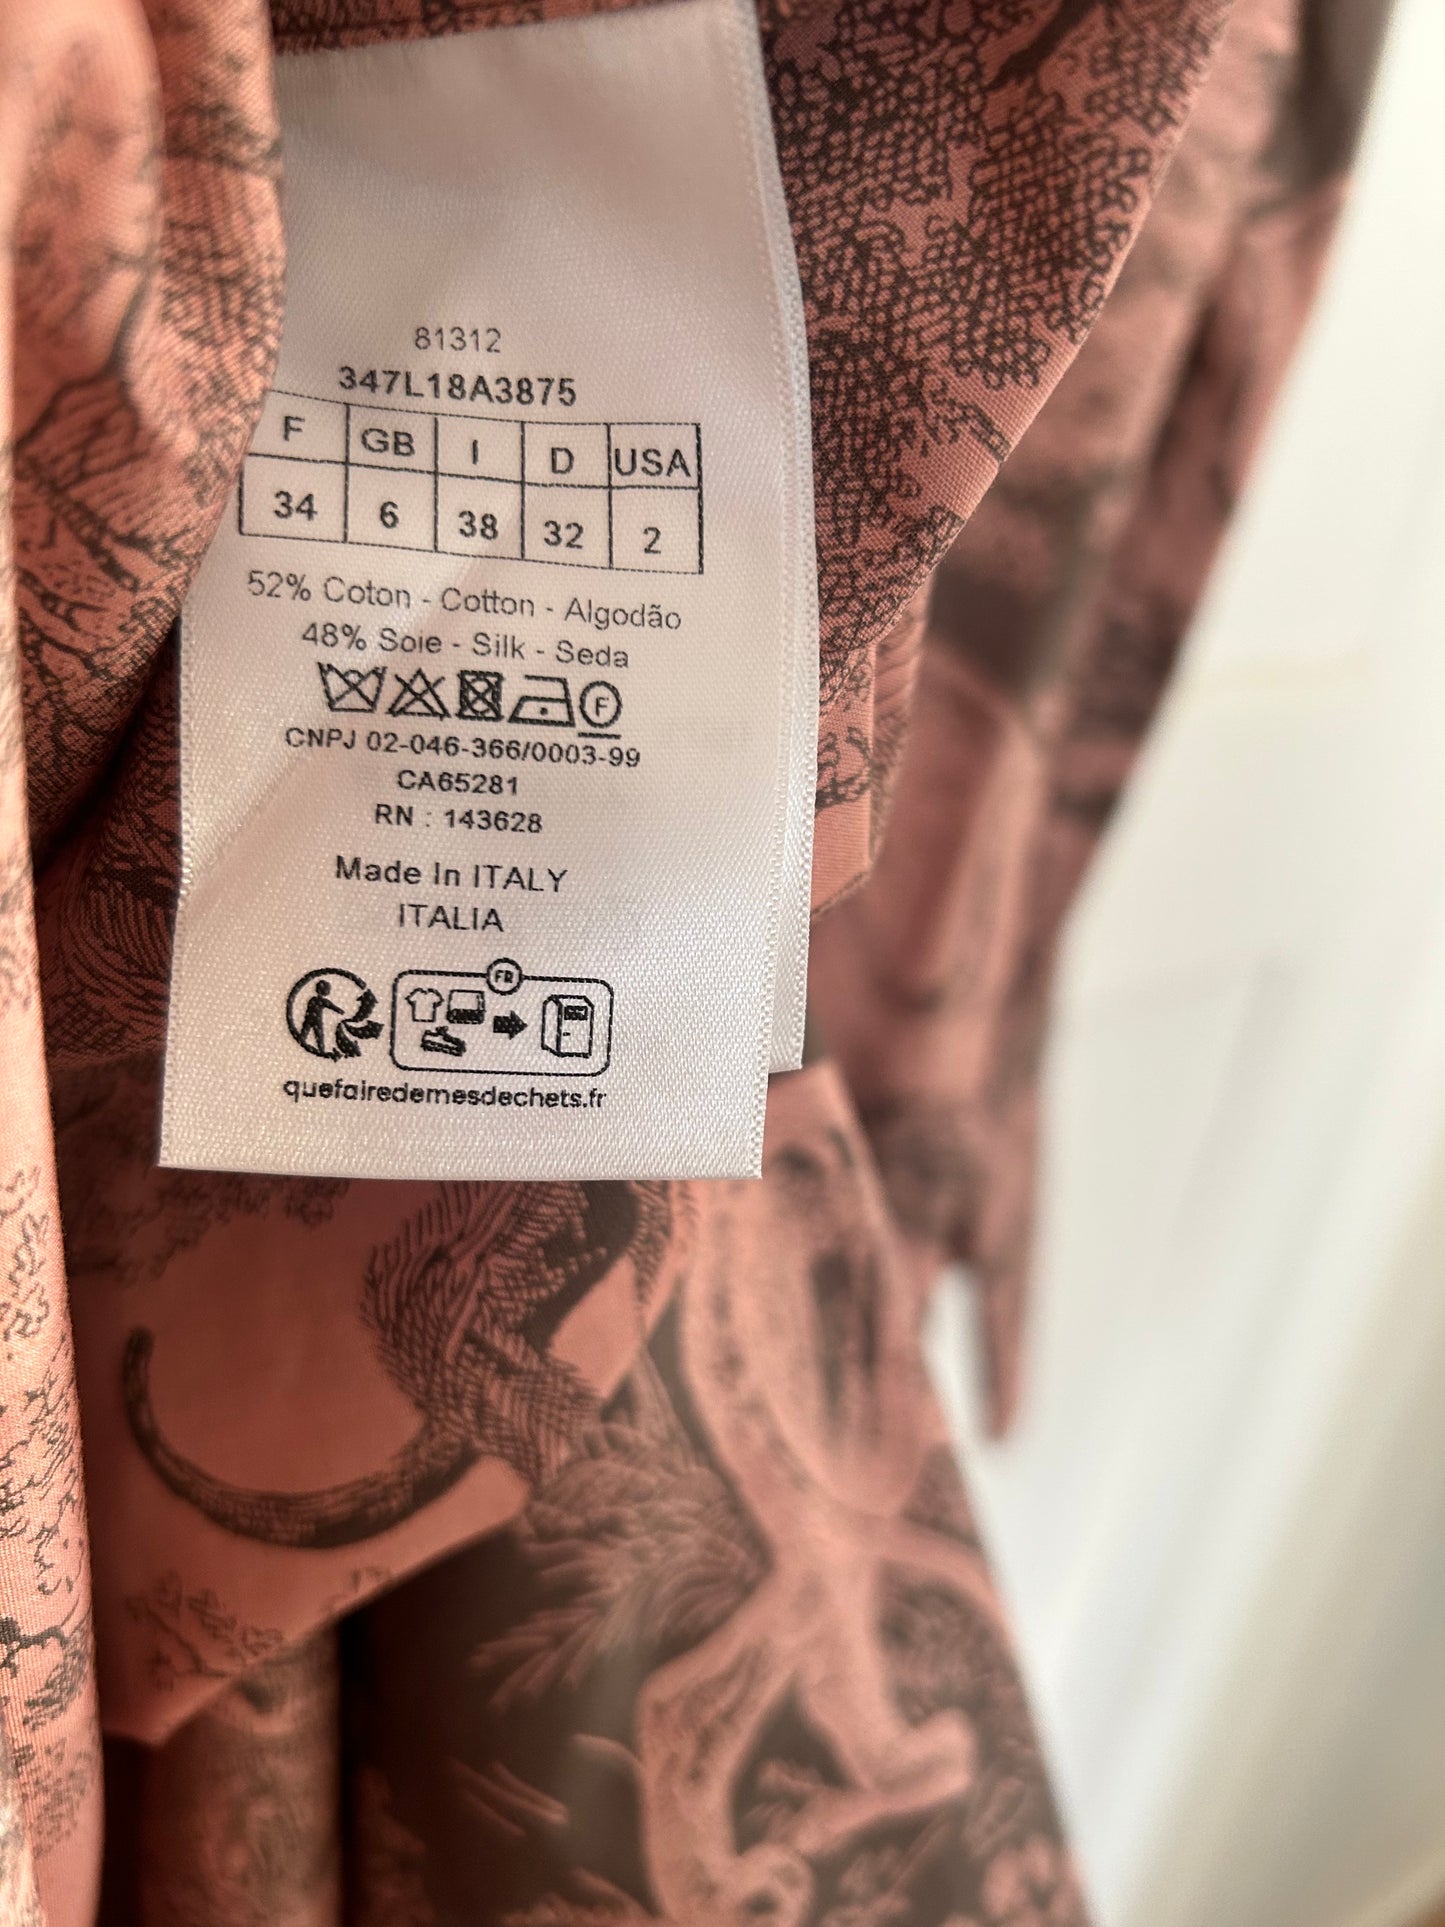 81312
347L18A3875
F GB I D USA
34 6 38 32 2
52% Coton - Cotton - Algodão
48% Soie - Silk - Seda
F
CNPJ 02-046-366/0003-99
CA65281
RN : 143628
Made In ITALY
ITALIA
FR
quefairedemesdechets.fr